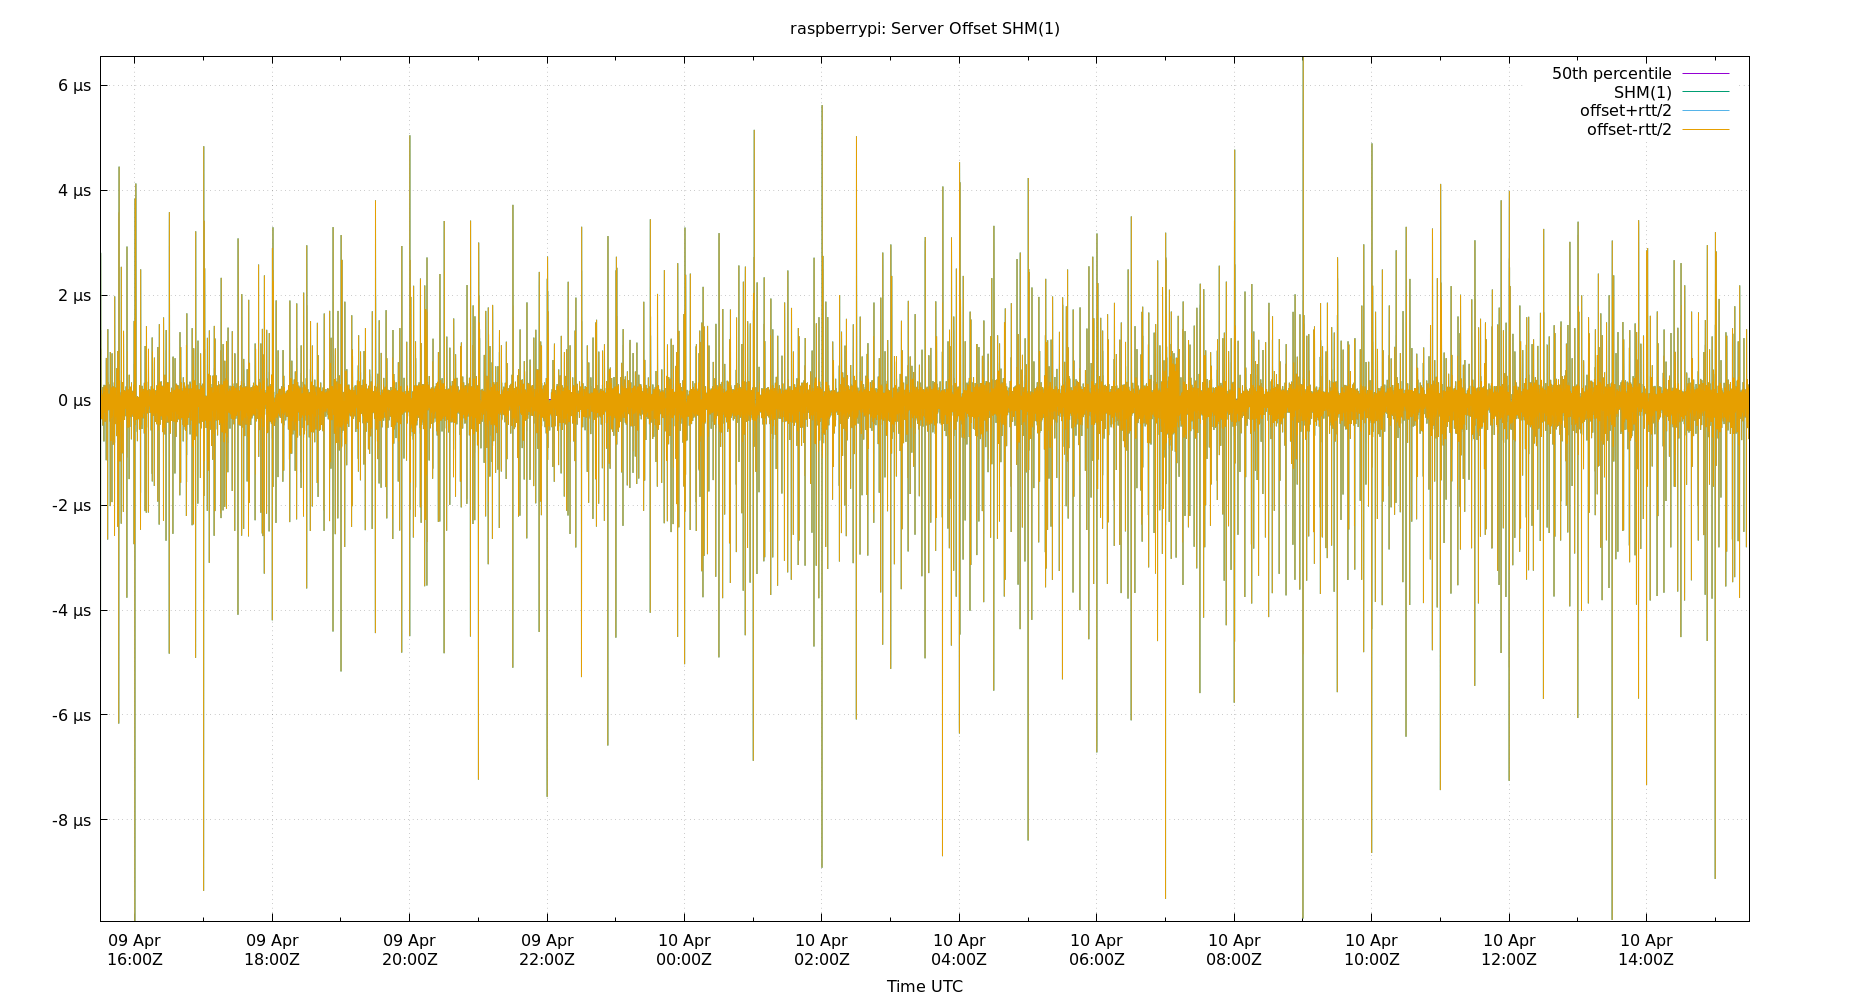 raspberrypi: Server Offset SHM(1)
50th percentile
SHM(1)
offset+rtt/2
offset-rtt/2
6 µs
4 µs
2 µs
0 µs
-2 µs
-4 µs
-6 µs
-8 µs
09 Apr 09 Apr 09 Apr 09 Apr 10 Apr 10 Apr 10 Apr 10 Apr 10 Apr 10 Apr 10 Apr 10 Apr
16:00Z 18:00Z 20:00Z 22:00Z 00:00Z 02:00Z 04:00Z 06:00Z 08:00Z 10:00Z 12:00Z 14:00Z
Time UTC